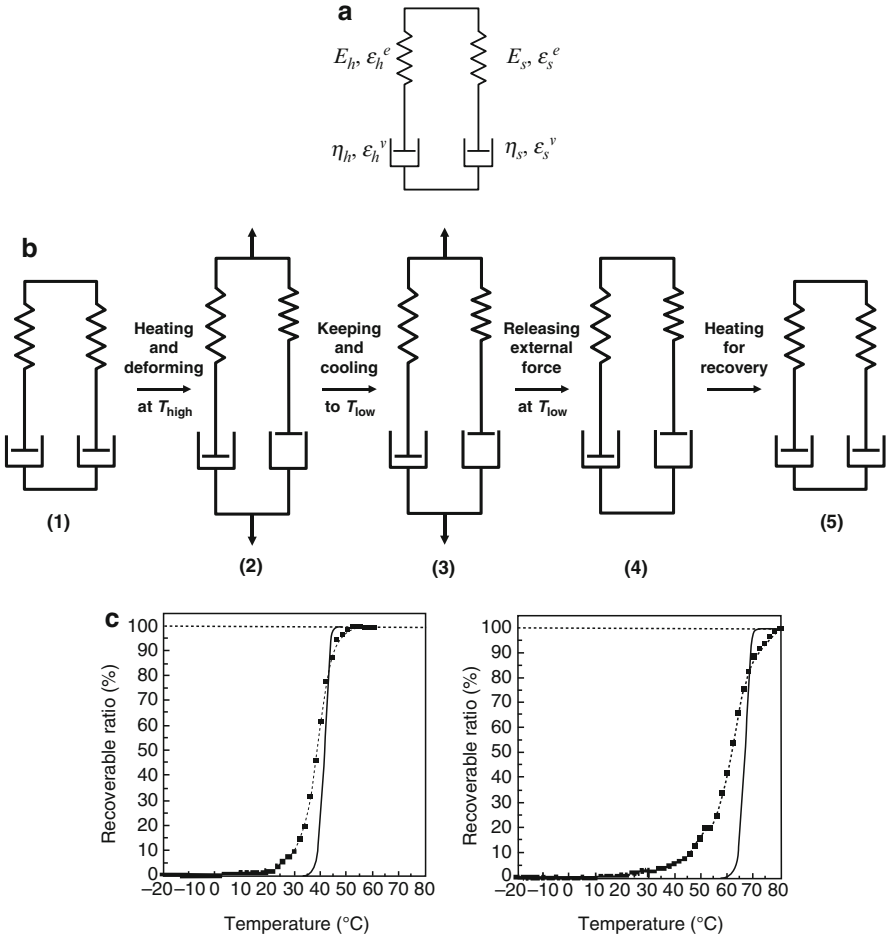 a
E_h, ε_h^e
E_s, ε_s^e
η_h, ε_h^v
η_s, ε_s^v
b
Heating and deforming at T_high
Keeping and cooling to T_low
Releasing external force at T_low
Heating for recovery
(1)
(2)
(3)
(4)
(5)
c
Recoverable ratio (%)
100
90
80
70
60
50
40
30
20
10
0
–20 –10 0 10 20 30 40 50 60 70 80
Temperature (°C)
Recoverable ratio (%)
100
90
80
70
60
50
40
30
20
10
0
–20 –10 0 10 20 30 40 50 60 70 80
Temperature (°C)